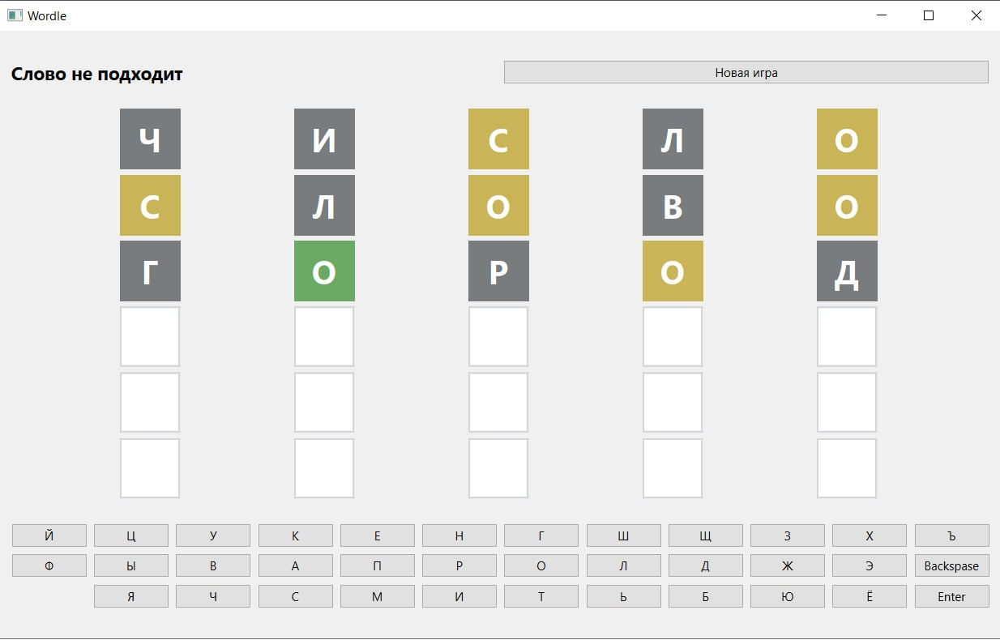 Wordle
Слово не подходит
Новая игра
Ч И С Л О
С Л О В О
Г О Р О Д
Й Ц У К Е Н Г Ш Щ З Х Ъ
Ф Ы В А П Р О Л Д Ж Э Backspase
Я Ч С М И Т Ь Б Ю Ё Enter